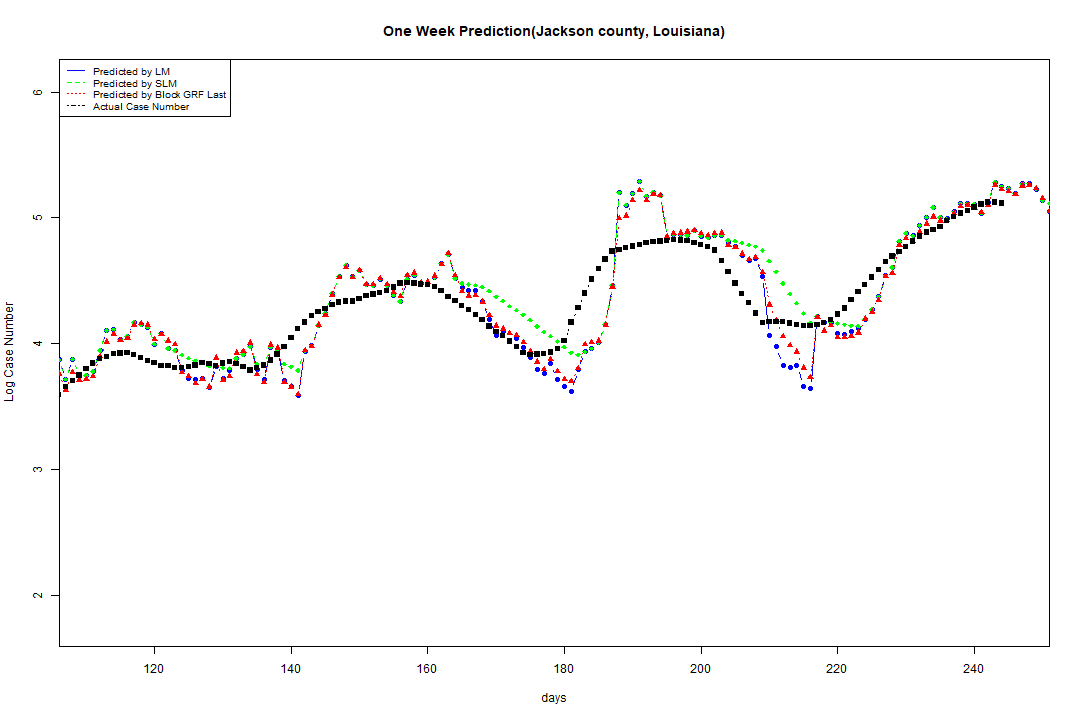 One Week Prediction(Jackson county, Louisiana)
Predicted by LM
Predicted by SLM
Predicted by Block GRF Last
Actual Case Number
6
5
4
3
2
Log Case Number
120 140 160 180 200 220 240
days